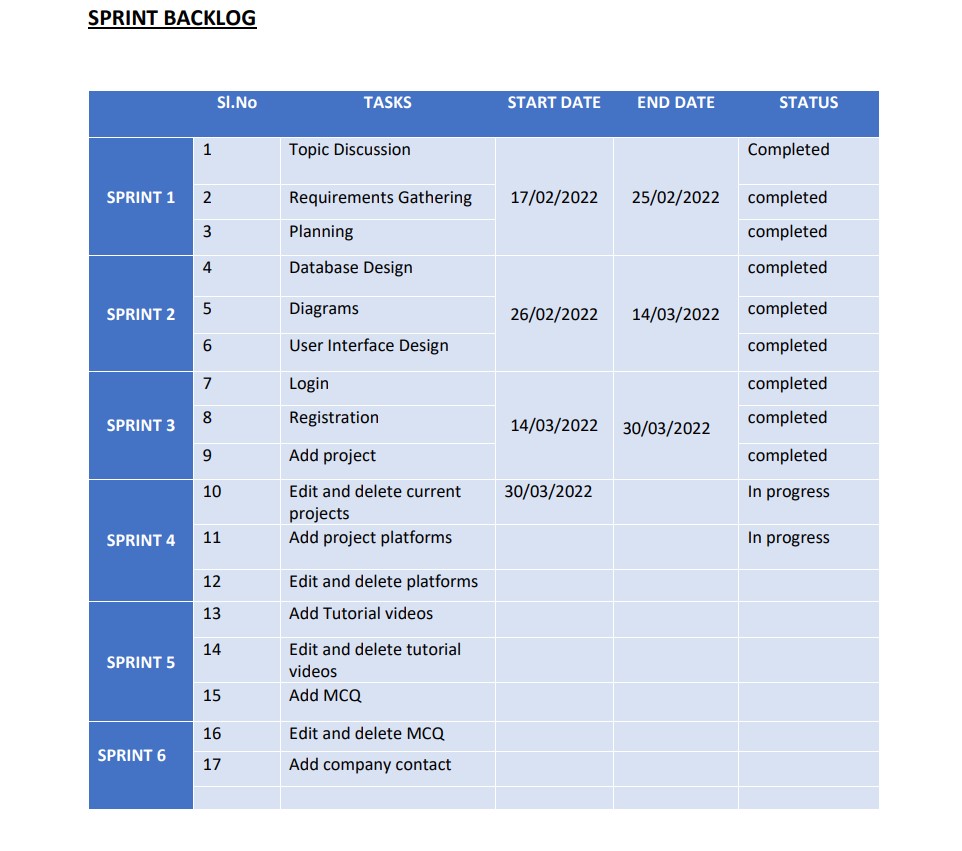 SPRINT BACKLOG
Sl.No TASKS START DATE END DATE STATUS
1 Topic Discussion Completed
SPRINT 1 2 Requirements Gathering 17/02/2022 25/02/2022 completed
3 Planning completed
4 Database Design completed
SPRINT 2 5 Diagrams 26/02/2022 14/03/2022 completed
6 User Interface Design completed
7 Login completed
SPRINT 3 8 Registration 14/03/2022 30/03/2022 completed
9 Add project completed
10 Edit and delete current 30/03/2022 In progress
projects
SPRINT 4 11 Add project platforms In progress
12 Edit and delete platforms
13 Add Tutorial videos
SPRINT 5 14 Edit and delete tutorial
videos
15 Add MCQ
16 Edit and delete MCQ
SPRINT 6 17 Add company contact